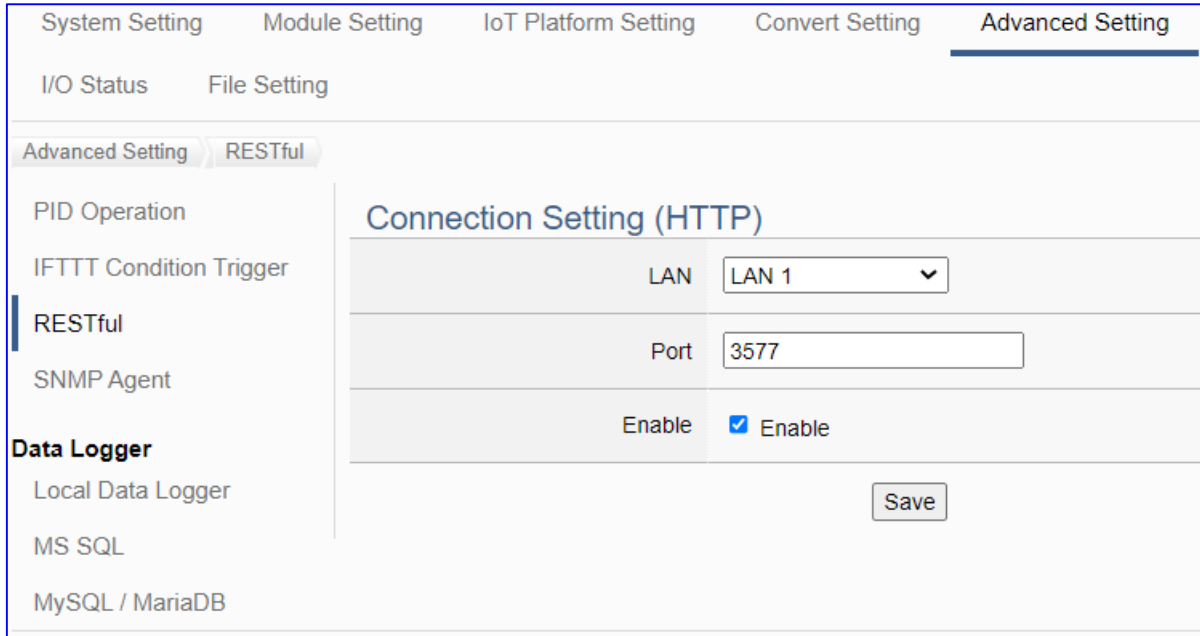 System Setting Module Setting IoT Platform Setting Convert Setting Advanced Setting
I/O Status File Setting
Advanced Setting RESTful
PID Operation
IFTTT Condition Trigger
RESTful
SNMP Agent
Data Logger
Local Data Logger
MS SQL
MySQL / MariaDB
Connection Setting (HTTP)
LAN LAN 1
Port 3577
Enable Enable
Save